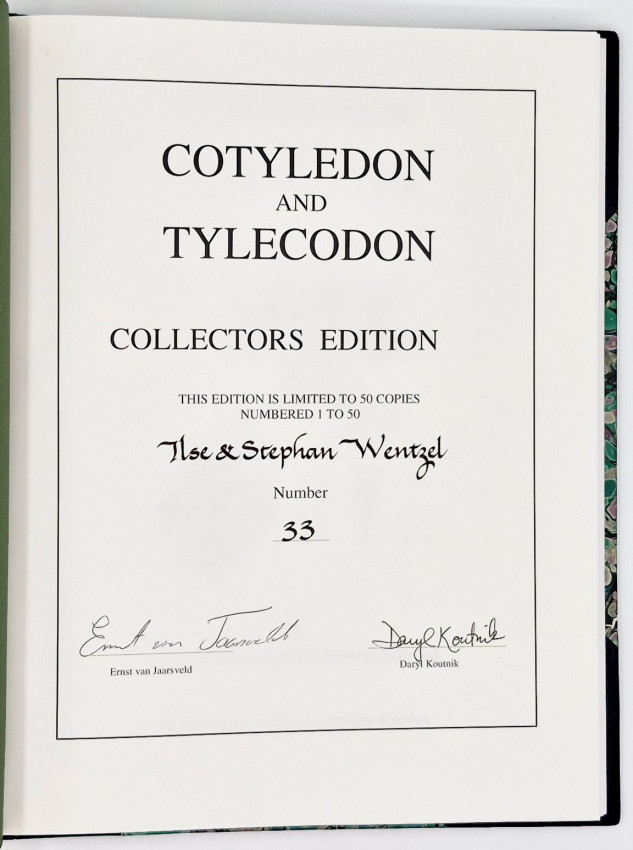 COTYLEDON
AND
TYLECODON
COLLECTORS EDITION
THIS EDITION IS LIMITED TO 50 COPIES
NUMBERED 1 TO 50
Ilse & Stephan Wentzel
Number
33
Ernst van Jaarsveld Daryl Koutnik
Ernst van Jaarsveld Daryl Koutnik